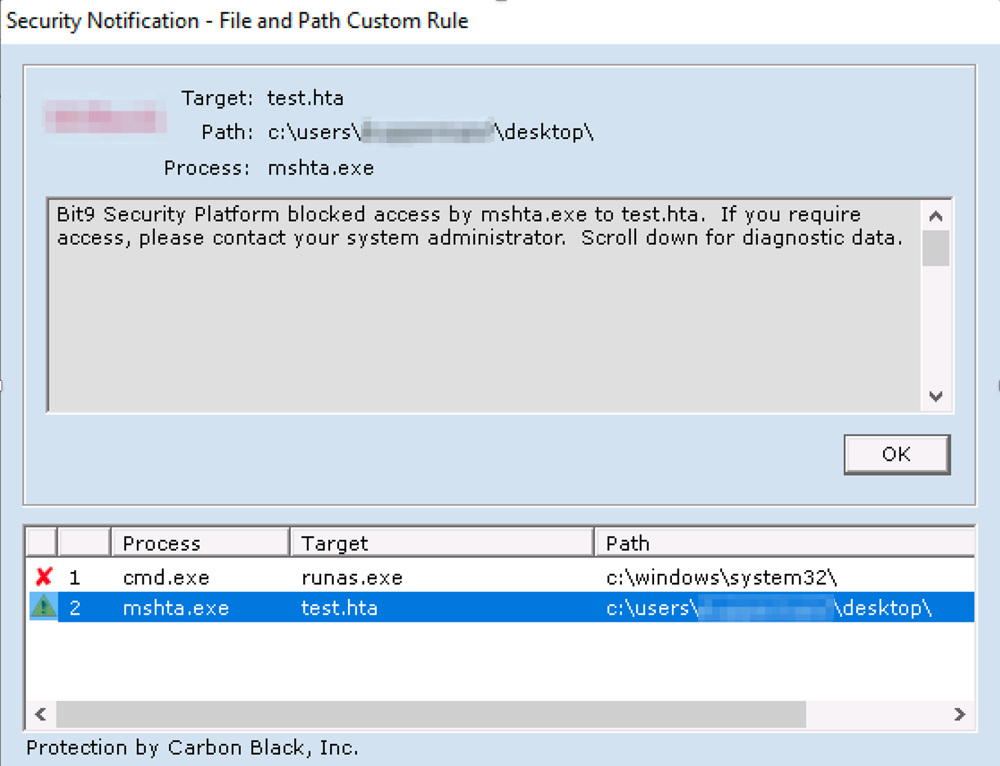 Security Notification - File and Path Custom Rule
Target: test.hta
Path: c:\users\ \desktop\
Process: mshta.exe
Bit9 Security Platform blocked access by mshta.exe to test.hta.  If you require
access, please contact your system administrator.  Scroll down for diagnostic data.
OK
Process Target Path
1 cmd.exe runas.exe c:\windows\system32\
2 mshta.exe test.hta c:\users\ \desktop\
Protection by Carbon Black, Inc.